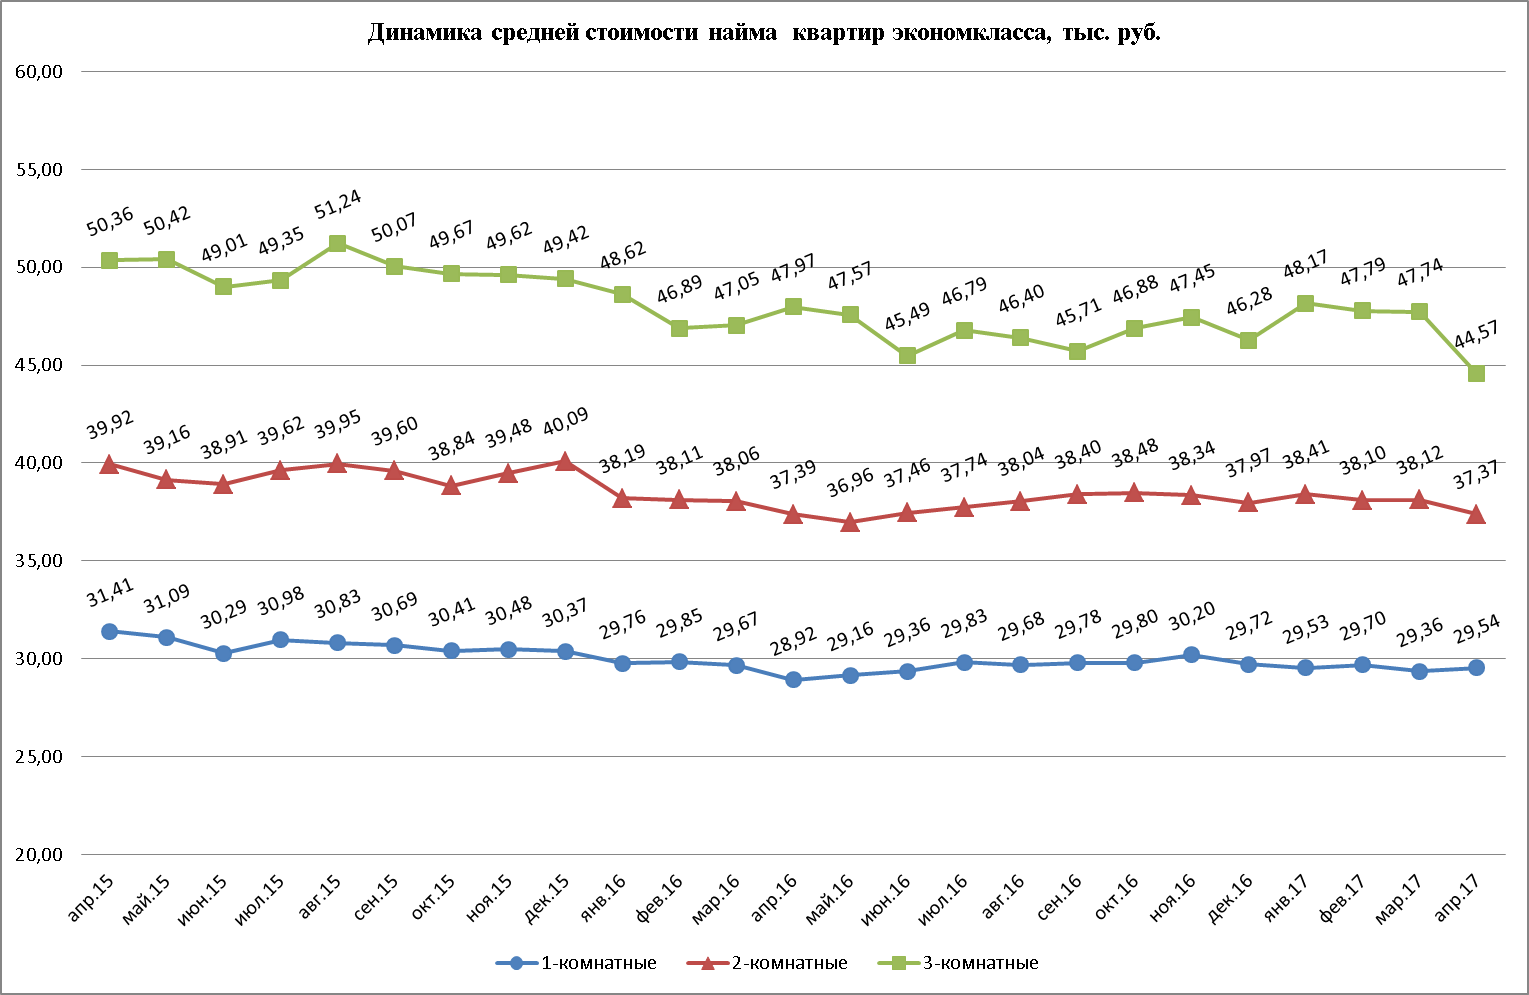 Динамика средней стоимости найма квартир экономкласса, тыс. руб.
60,00
55,00
50,00
45,00
40,00
35,00
30,00
25,00
20,00
50,36 50,42 49,01 49,35 51,24 50,07 49,67 49,62 49,42 48,62 46,89 47,05 47,97 47,57 45,49 46,79 46,40 45,71 46,88 47,45 46,28 48,17 47,79 47,74 44,57
39,92 39,16 38,91 39,62 39,95 39,60 38,84 39,48 40,09 38,19 38,11 38,06 37,39 36,96 37,46 37,74 38,04 38,40 38,48 38,34 37,97 38,41 38,10 38,12 37,37
31,41 31,09 30,29 30,98 30,83 30,69 30,41 30,48 30,37 29,76 29,85 29,67 28,92 29,16 29,36 29,83 29,68 29,78 29,80 30,20 29,72 29,53 29,70 29,36 29,54
апр.15 май.15 июн.15 июл.15 авг.15 сен.15 окт.15 ноя.15 дек.15 янв.16 фев.16 мар.16 апр.16 май.16 июн.16 июл.16 авг.16 сен.16 окт.16 ноя.16 дек.16 янв.17 фев.17 мар.17 апр.17
1-комнатные 2-комнатные 3-комнатные